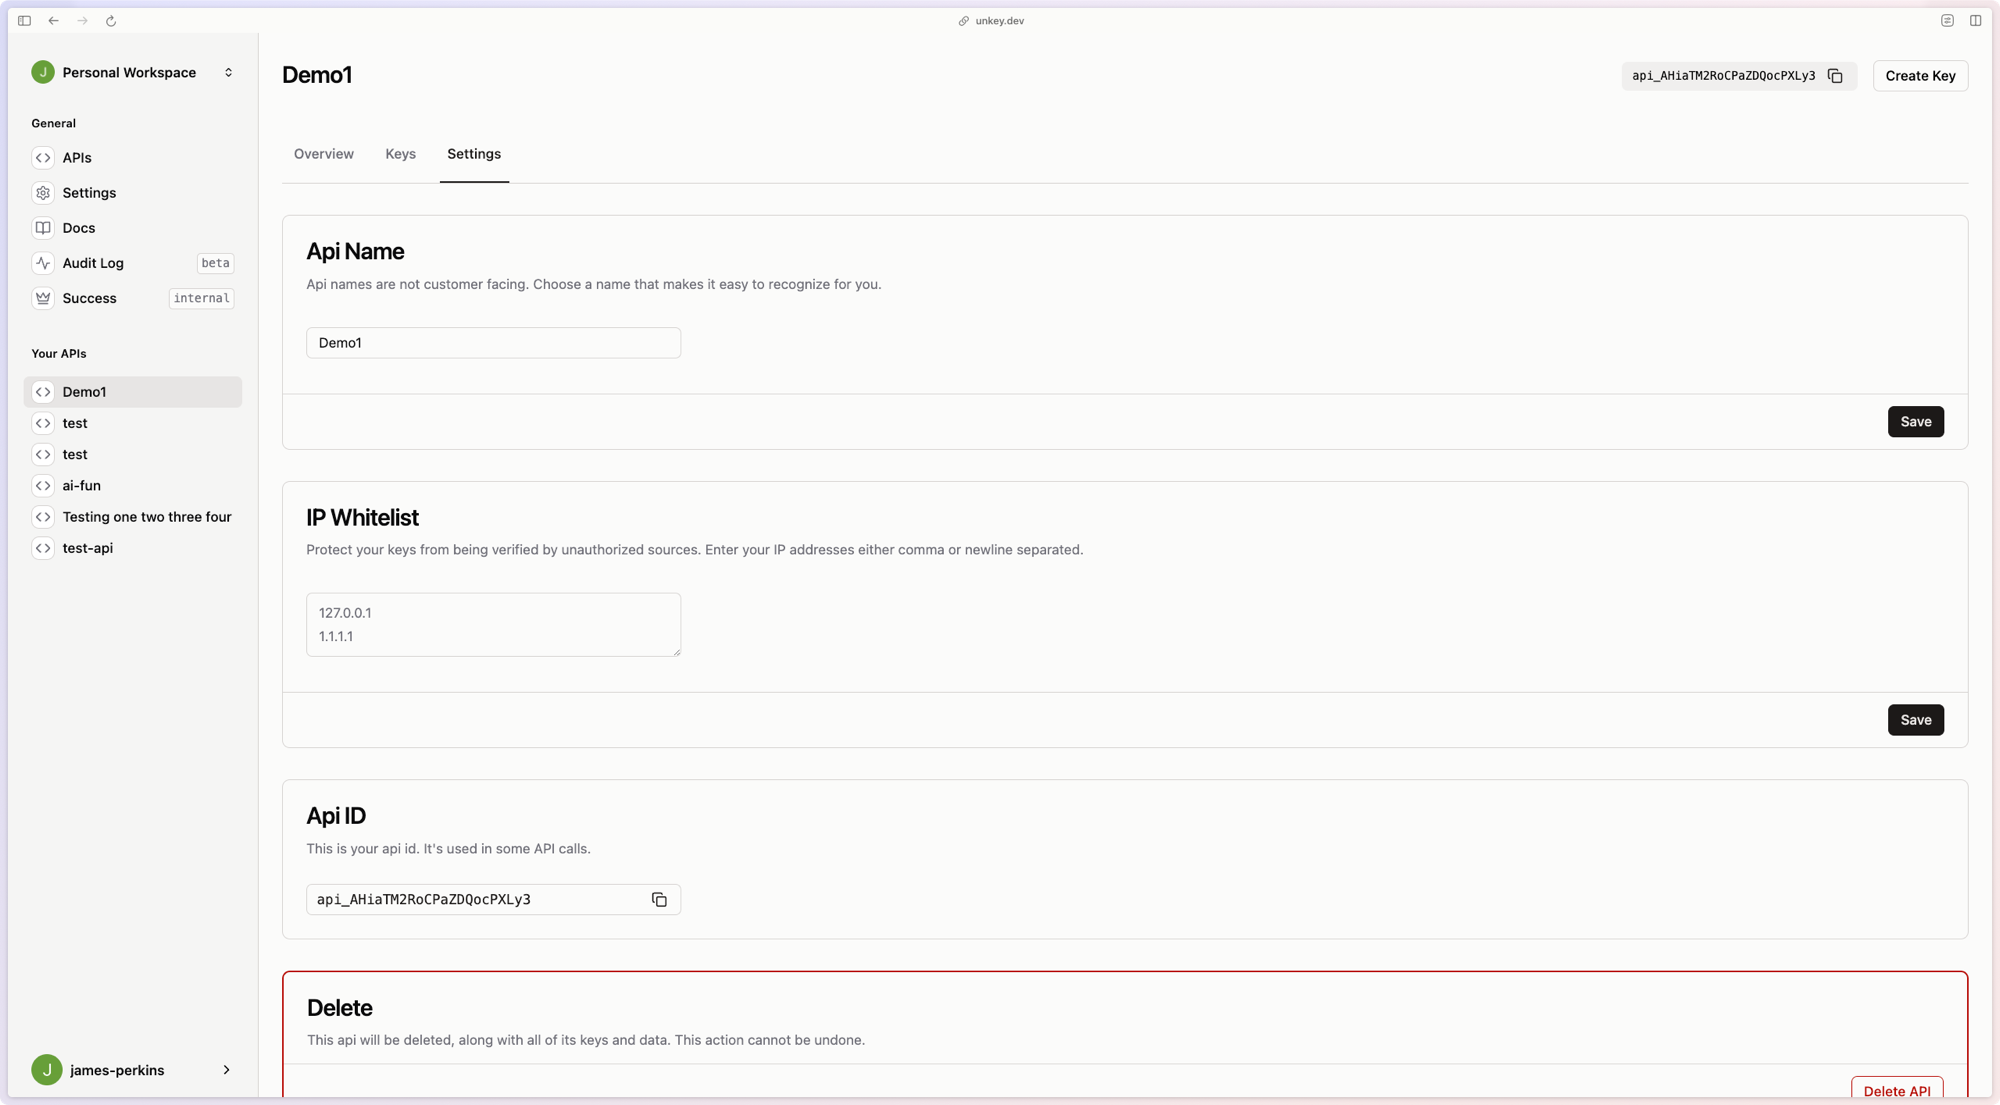 unkey.dev
J Personal Workspace
General
APIs
Settings
Docs
Audit Log beta
Success internal
Your APIs
Demo1
test
test
ai-fun
Testing one two three four
test-api
J james-perkins
Demo1
api_AHiaTM2RoCPaZDQocPXLy3
Create Key
Overview Keys Settings
Api Name
Api names are not customer facing. Choose a name that makes it easy to recognize for you.
Demo1
Save
IP Whitelist
Protect your keys from being verified by unauthorized sources. Enter your IP addresses either comma or newline separated.
127.0.0.1
1.1.1.1
Save
Api ID
This is your api id. It's used in some API calls.
api_AHiaTM2RoCPaZDQocPXLy3
Delete
This api will be deleted, along with all of its keys and data. This action cannot be undone.
Delete API